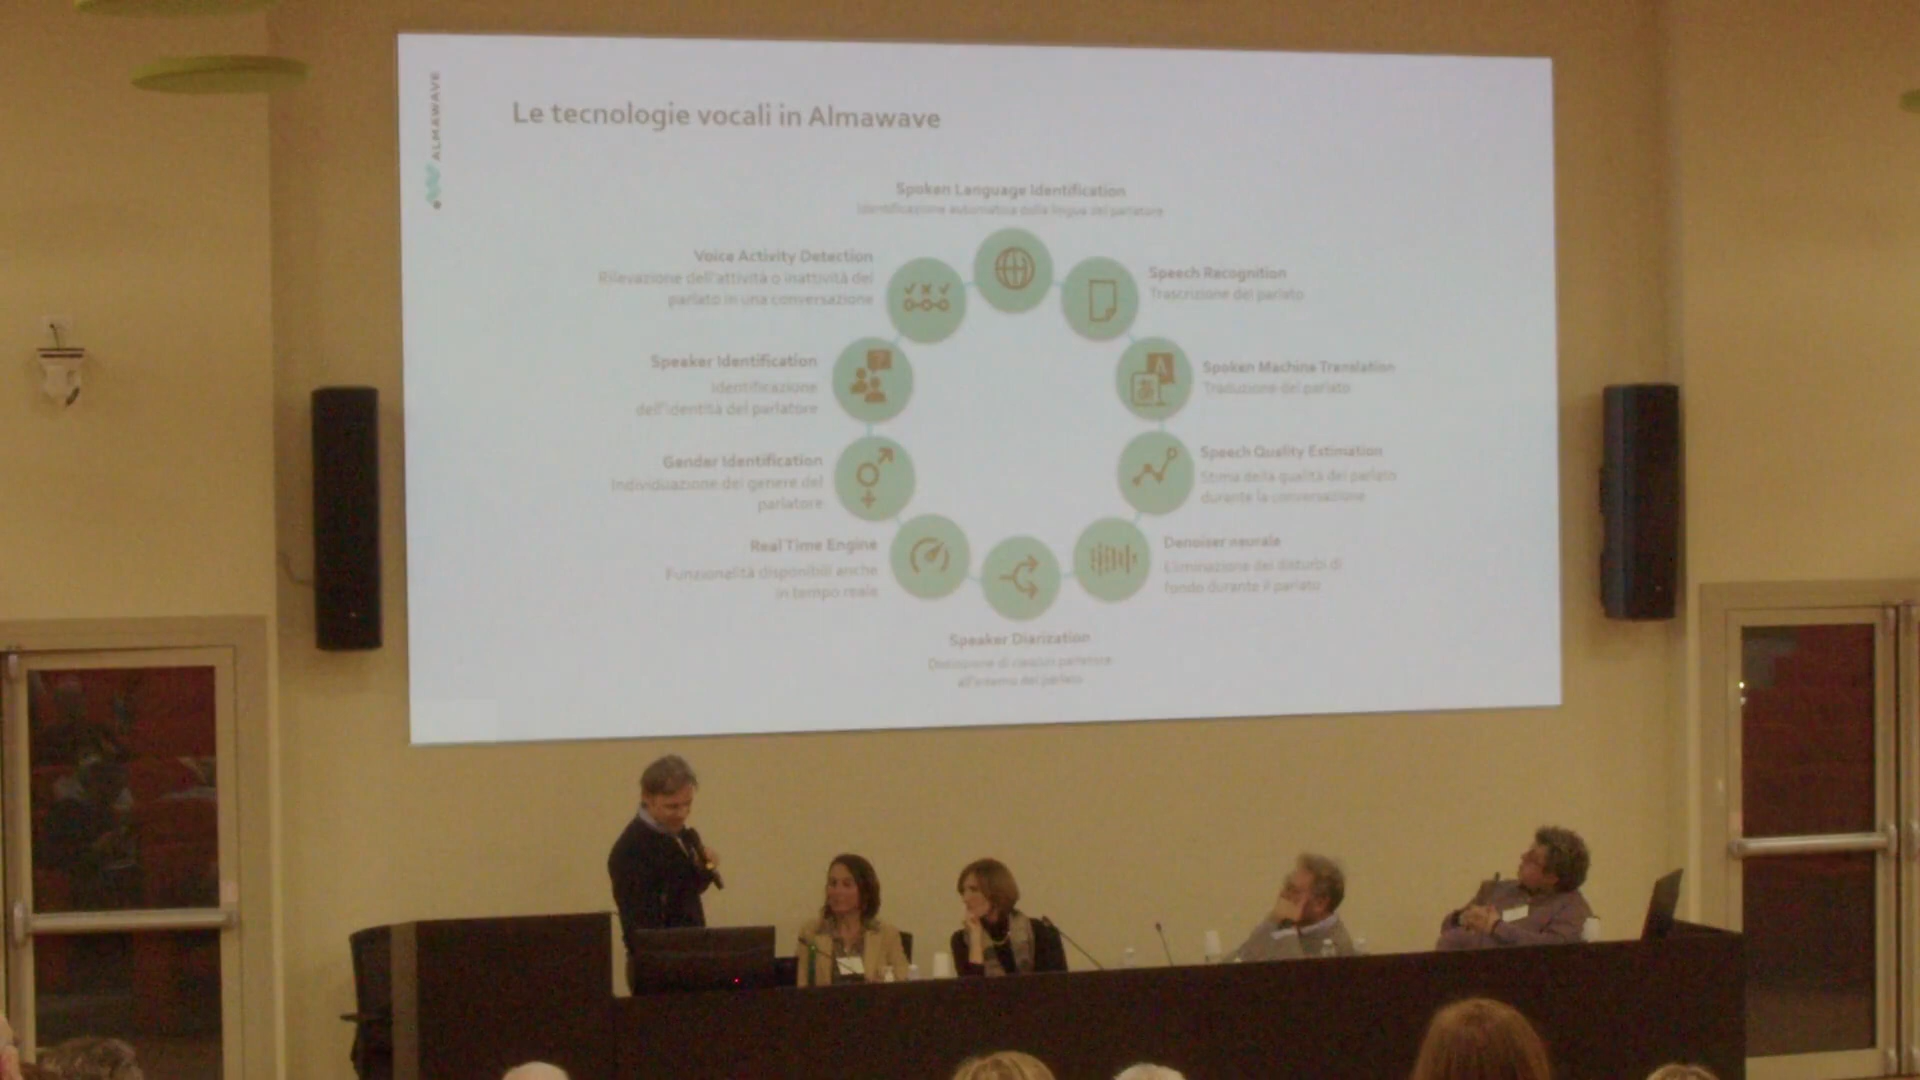 ALMAWAVE
Le tecnologie vocali in Almawave
Spoken Language Identification
Identificazione automatica della lingua del parlatore
Voice Activity Detection
Rilevazione dell'attività o inattività del
parlato in una conversazione
Speech Recognition
Trascrizione del parlato
Speaker Identification
Identificazione
dell'identità del parlatore
Spoken Machine Translation
Traduzione del parlato
Gender Identification
Individuazione del genere del
parlatore
Speech Quality Estimation
Stima della qualità del parlato
durante la conversazione
Real Time Engine
Funzionalità disponibili anche
in tempo reale
Denoiser neurale
Eliminazione dei disturbi di
fondo durante il parlato
Speaker Diarization
di ciascun parlatore
all'interno del parlato